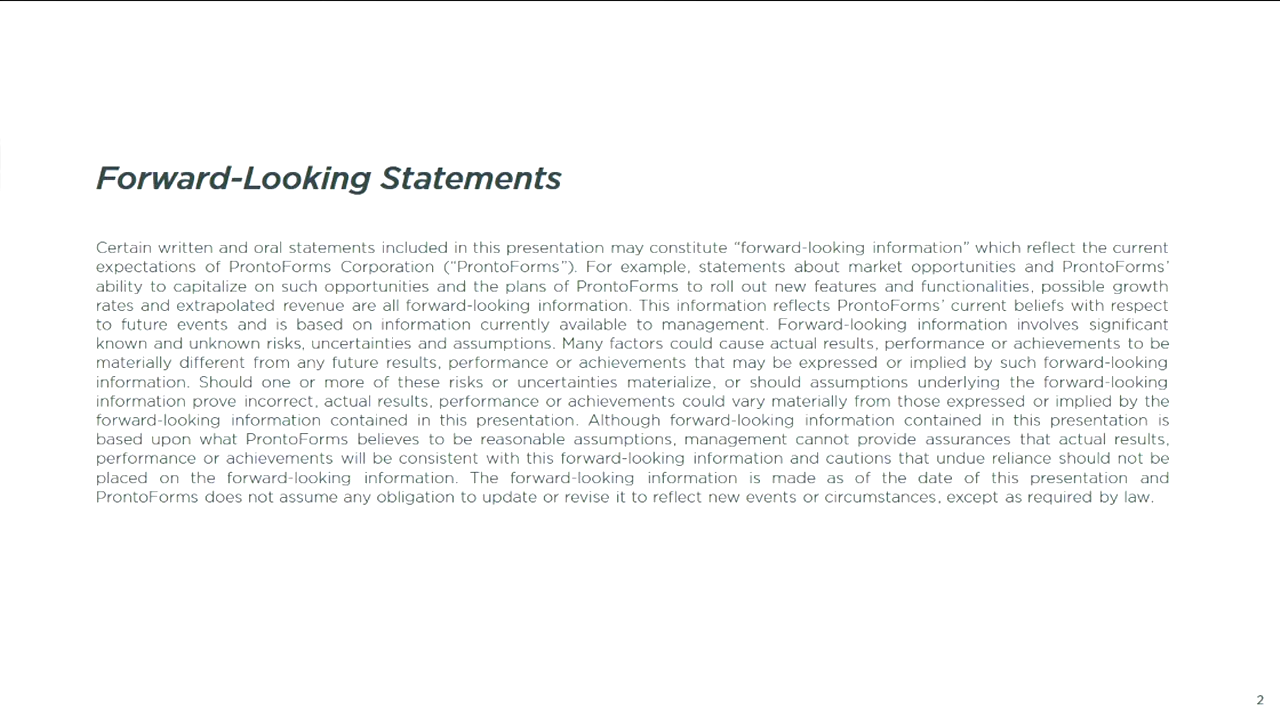 Forward-Looking Statements
Certain written and oral statements included in this presentation may constitute “forward-looking information” which reflect the current
expectations of ProntoForms Corporation (“ProntoForms”). For example, statements about market opportunities and ProntoForms’
ability to capitalize on such opportunities and the plans of ProntoForms to roll out new features and functionalities, possible growth
rates and extrapolated revenue are all forward-looking information. This information reflects ProntoForms’ current beliefs with respect
to future events and is based on information currently available to management. Forward-looking information involves significant
known and unknown risks, uncertainties and assumptions. Many factors could cause actual results, performance or achievements to be
materially different from any future results, performance or achievements that may be expressed or implied by such forward-looking
information. Should one or more of these risks or uncertainties materialize, or should assumptions underlying the forward-looking
information prove incorrect, actual results, performance or achievements could vary materially from those expressed or implied by the
forward-looking information contained in this presentation. Although forward-looking information contained in this presentation is
based upon what ProntoForms believes to be reasonable assumptions, management cannot provide assurances that actual results,
performance or achievements will be consistent with this forward-looking information and cautions that undue reliance should not be
placed on the forward-looking information. The forward-looking information is made as of the date of this presentation and
ProntoForms does not assume any obligation to update or revise it to reflect new events or circumstances, except as required by law.
2